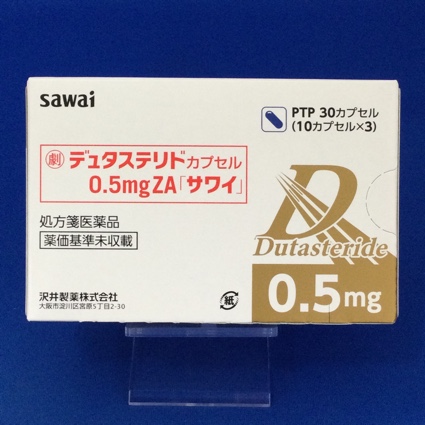 sawai
PTP 30カプセル
(10カプセル×3)
劇 デュタステリドカプセル
0.5mgZA「サワイ」
処方箋医薬品
薬価基準未収載
D
Dutasteride
0.5mg
沢井製薬株式会社
大阪市淀川区宮原5丁目2-30
紙